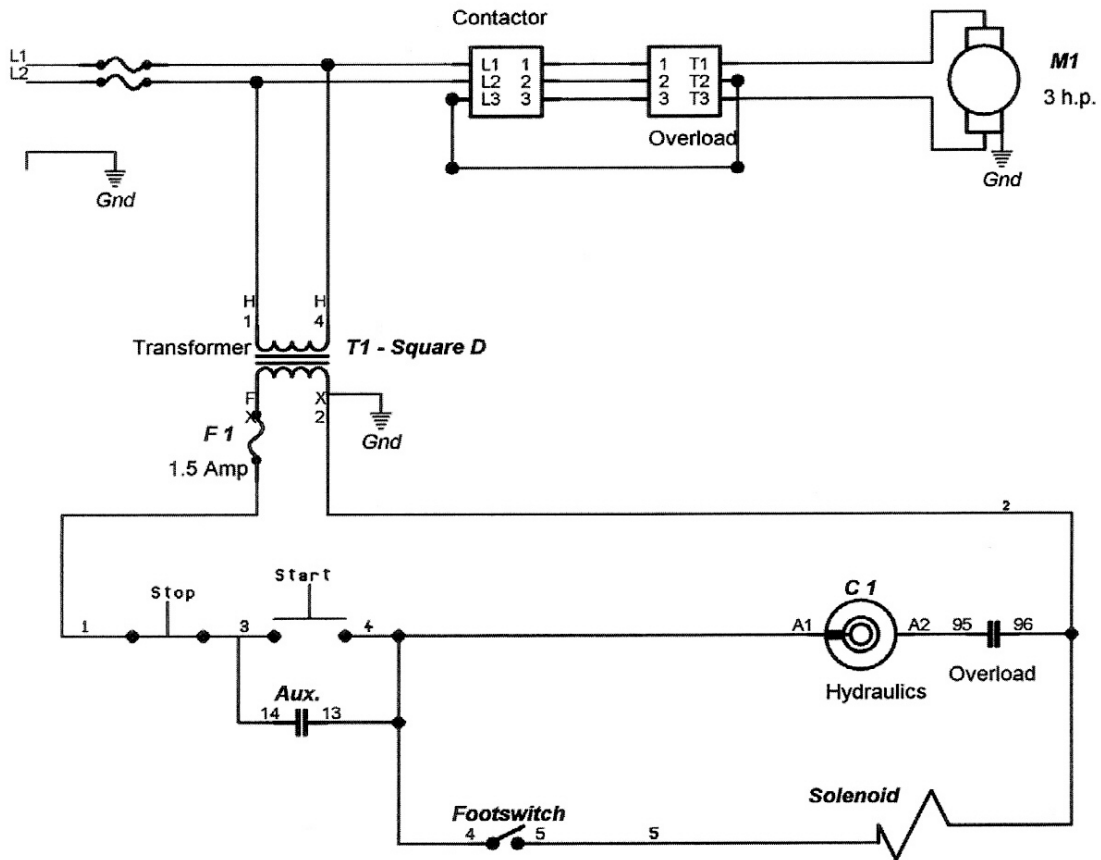 Contactor
L1
L2
L1 1
L2 2
L3 3
1 T1
2 T2
3 T3
M1
3 h.p.
Overload
Gnd
Gnd
H
1
H
4
Transformer
T1 - Square D
F
X
X
2
Gnd
F 1
1.5 Amp
2
Start
Stop
C 1
1
3
4
A1
A2
95
96
Overload
Hydraulics
Aux.
14
13
Solenoid
Footswitch
4
5
5